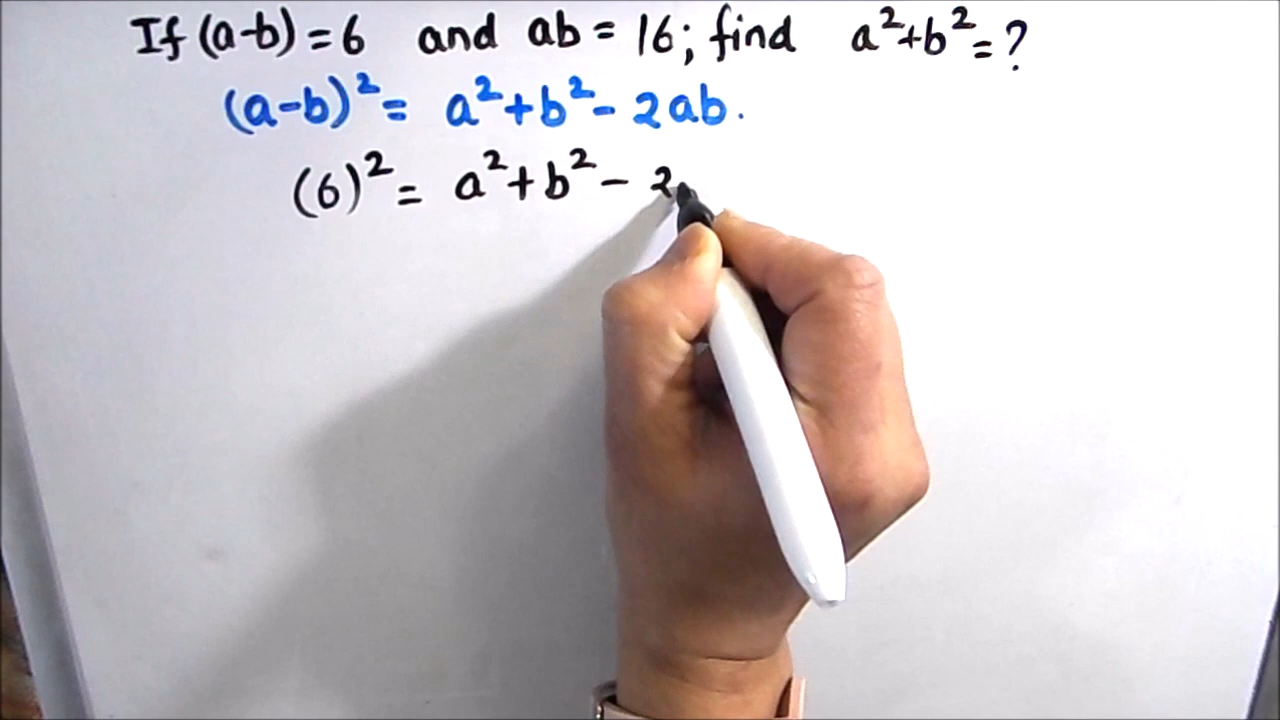 If (a-b) = 6 and ab = 16; find a²+b² = ?
(a-b)² = a²+b² - 2ab.
(6)² = a²+b² - 2